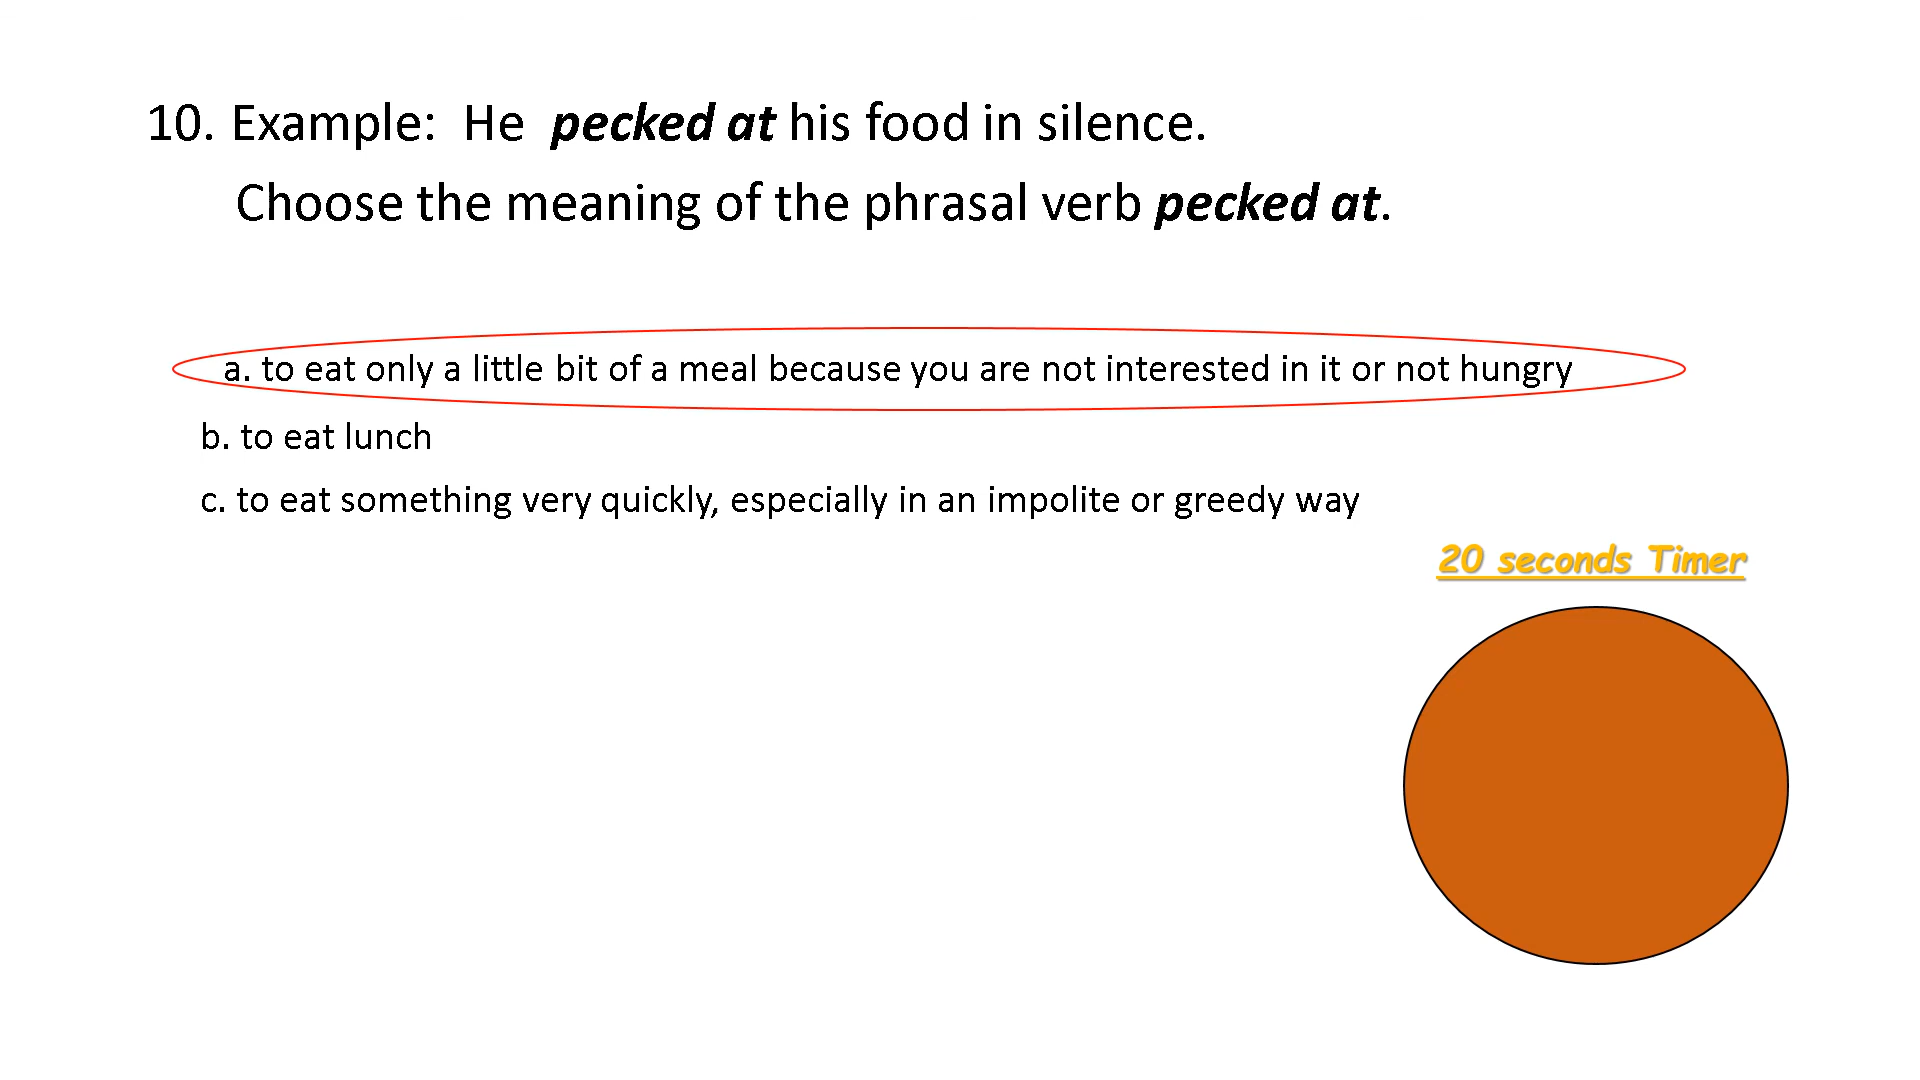 10. Example: He pecked at his food in silence.
Choose the meaning of the phrasal verb pecked at.
a. to eat only a little bit of a meal because you are not interested in it or not hungry
b. to eat lunch
c. to eat something very quickly, especially in an impolite or greedy way
20 seconds Timer